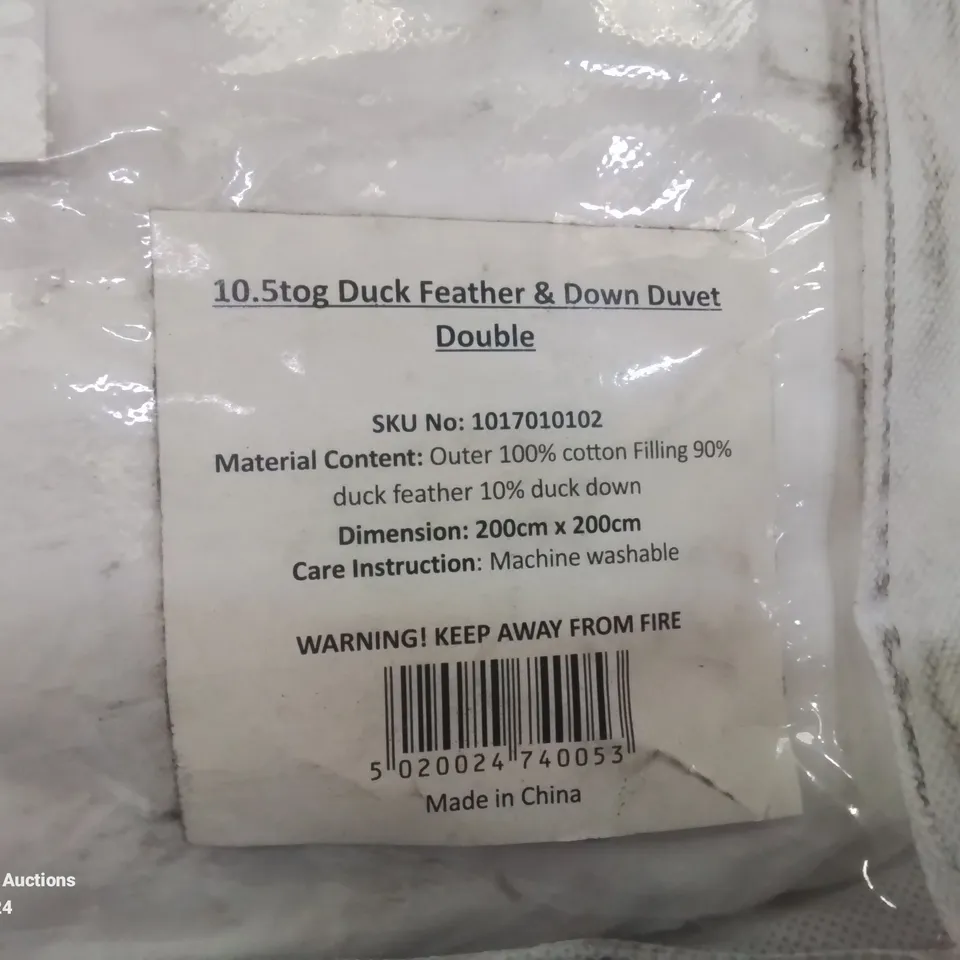 10.5tog Duck Feather & Down Duvet
Double
SKU No: 1017010102
Material Content: Outer 100% cotton Filling 90%
duck feather 10% duck down
Dimension: 200cm x 200cm
Care Instruction: Machine washable
WARNING! KEEP AWAY FROM FIRE
5 020024 740053
Made in China
Auctions
24